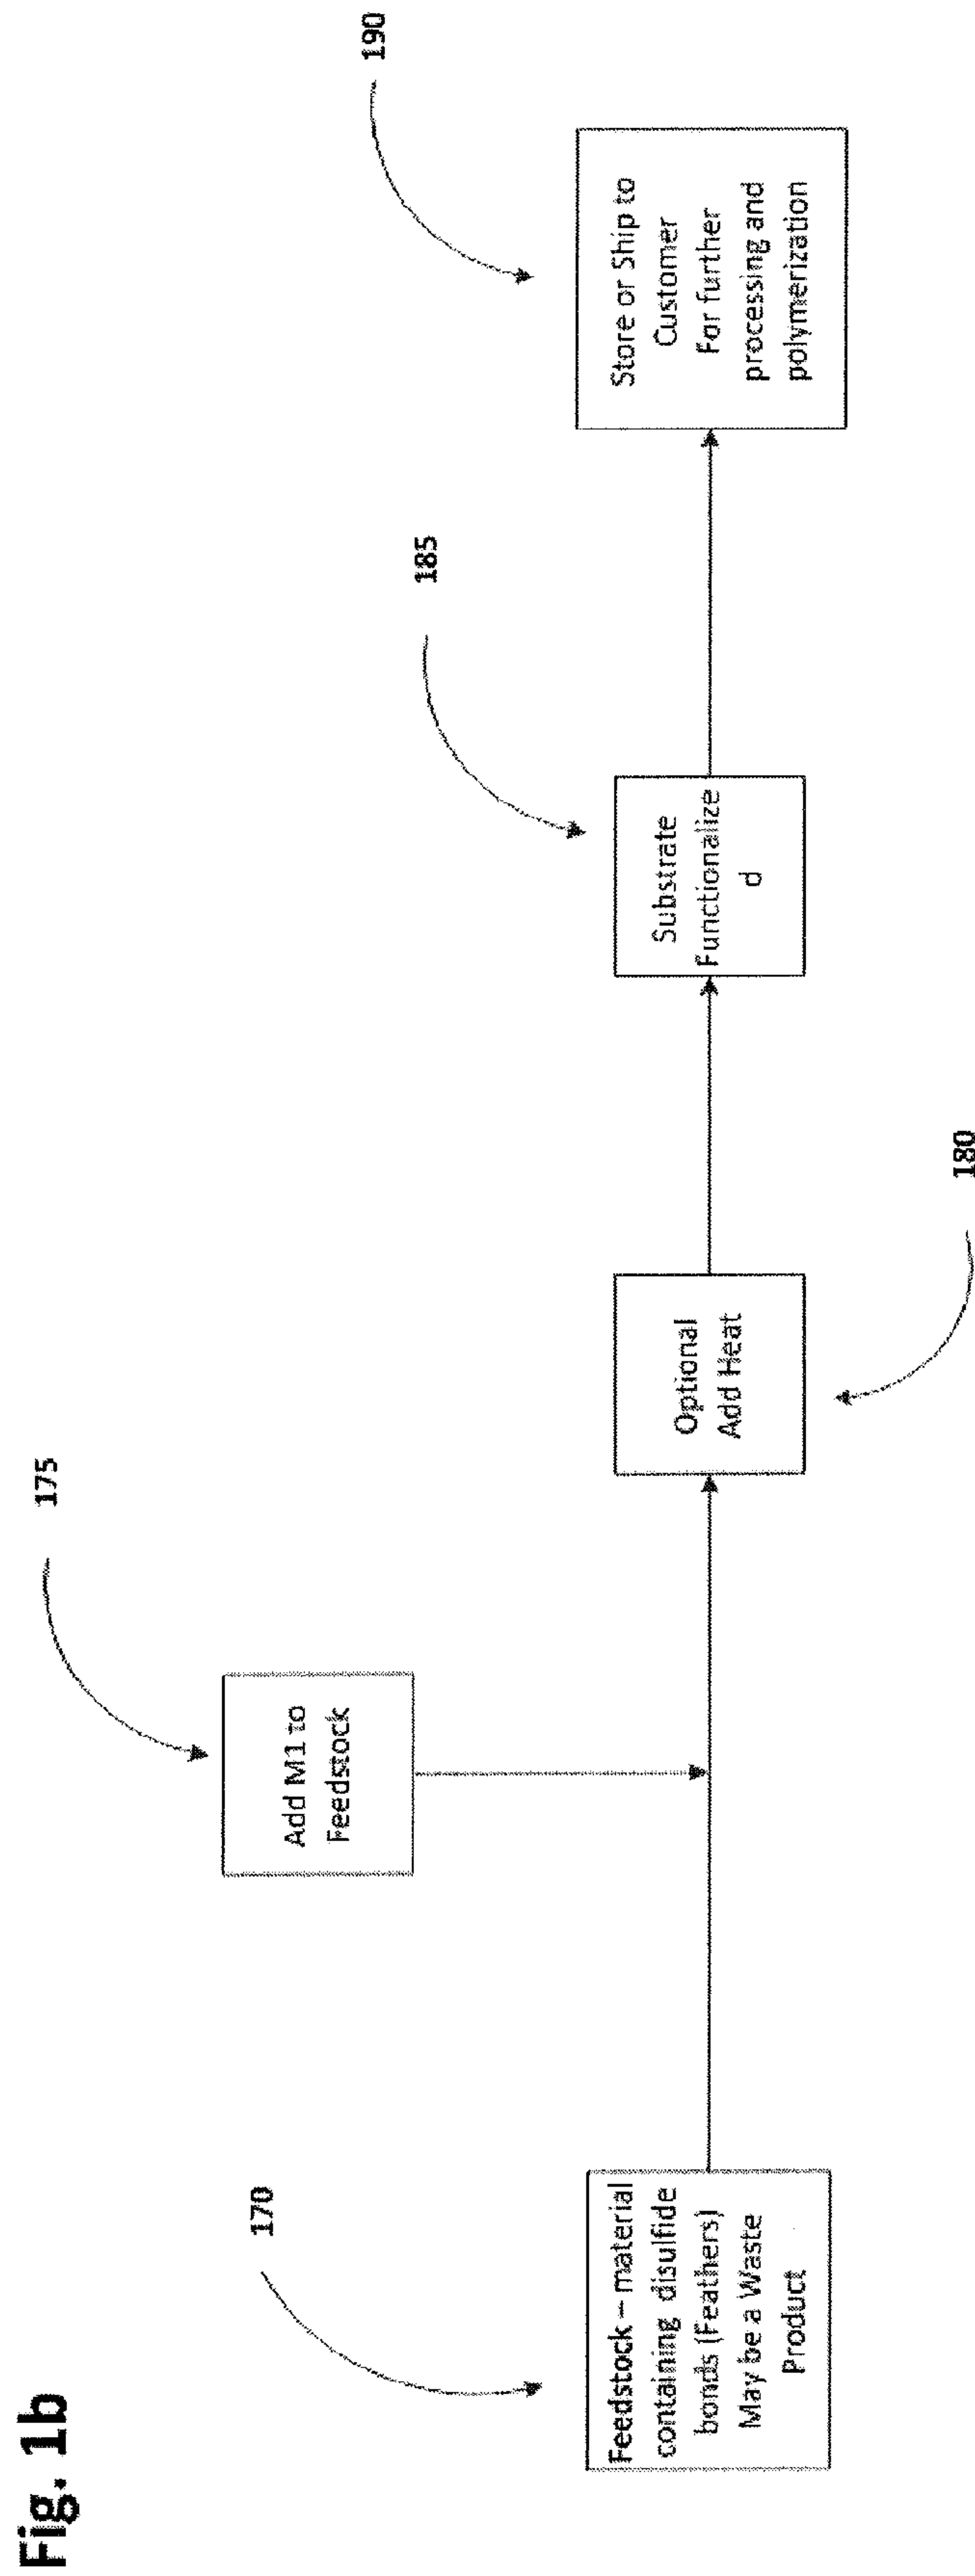 Fig. 1b
170
Feedstock – material
containing disulfide
bonds (Feathers)
May be a Waste
Product
175
Add M1 to
Feedstock
180
Optional
Add Heat
185
Substrate
Functionalize
d
190
Store or Ship to
Customer
For further
processing and
polymerization